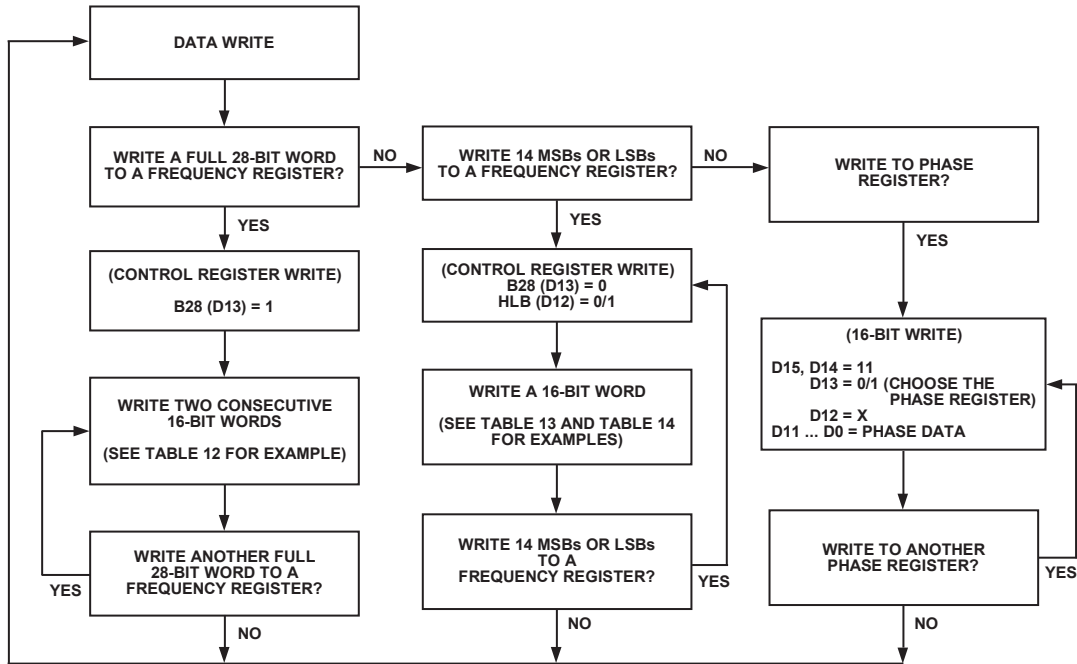 DATA WRITE
WRITE A FULL 28-BIT WORD
TO A FREQUENCY REGISTER?
NO
WRITE 14 MSBs OR LSBs
TO A FREQUENCY REGISTER?
NO
WRITE TO PHASE
REGISTER?
YES
YES
YES
(CONTROL REGISTER WRITE)
B28 (D13) = 1
(CONTROL REGISTER WRITE)
B28 (D13) = 0
HLB (D12) = 0/1
(16-BIT WRITE)
D15, D14 = 11
D13 = 0/1 (CHOOSE THE
PHASE REGISTER)
D12 = X
D11 ... D0 = PHASE DATA
WRITE TWO CONSECUTIVE
16-BIT WORDS
(SEE TABLE 12 FOR EXAMPLE)
WRITE A 16-BIT WORD
(SEE TABLE 13 AND TABLE 14
FOR EXAMPLES)
WRITE ANOTHER FULL
28-BIT WORD TO A
FREQUENCY REGISTER?
YES
NO
WRITE 14 MSBs OR LSBs
TO A
FREQUENCY REGISTER?
YES
NO
WRITE TO ANOTHER
PHASE REGISTER?
YES
NO